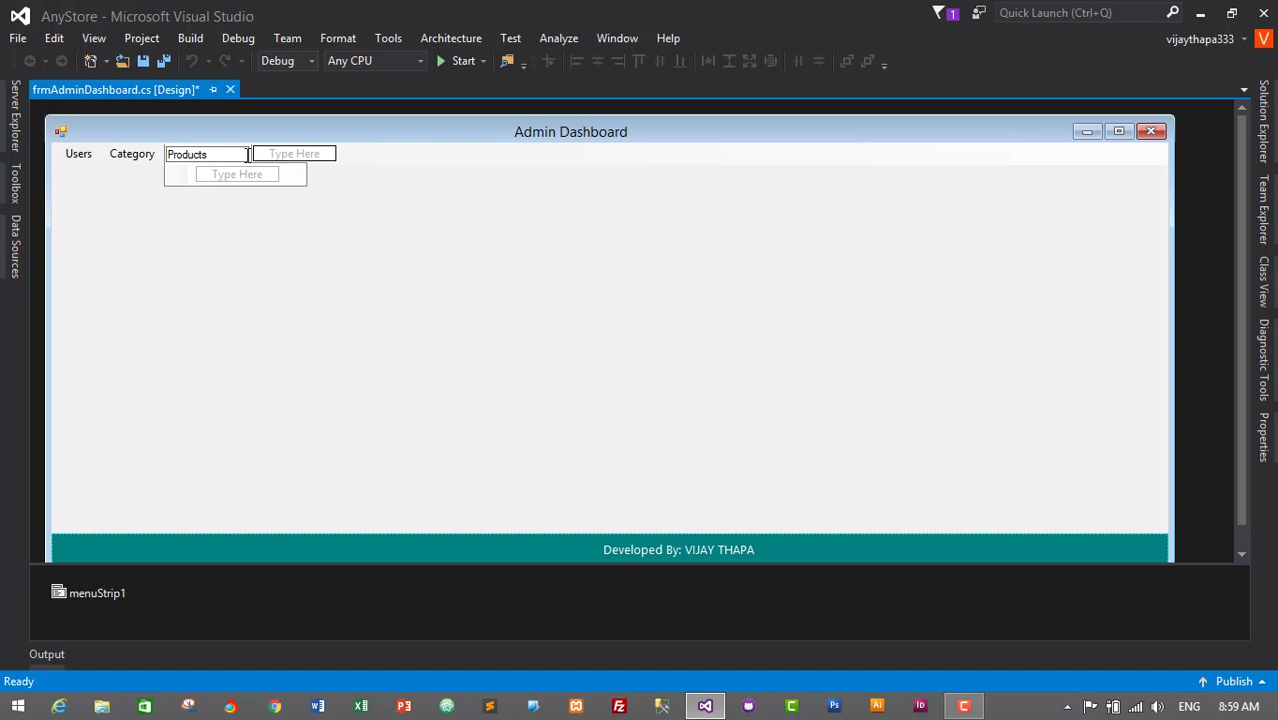 AnyStore - Microsoft Visual Studio
1
Quick Launch (Ctrl+Q)
File Edit View Project Build Debug Team Format Tools Architecture Test Analyze Window Help
vijaythapa333
V
Debug Any CPU Start
frmAdminDashboard.cs [Design]*
Server Explorer
Toolbox
Data Sources
Admin Dashboard
Users Category Products Type Here
Type Here
Developed By: VIJAY THAPA
menuStrip1
Solution Explorer
Team Explorer
Class View
Diagnostic Tools
Properties
Output
Ready
Publish
ENG 8:59 AM